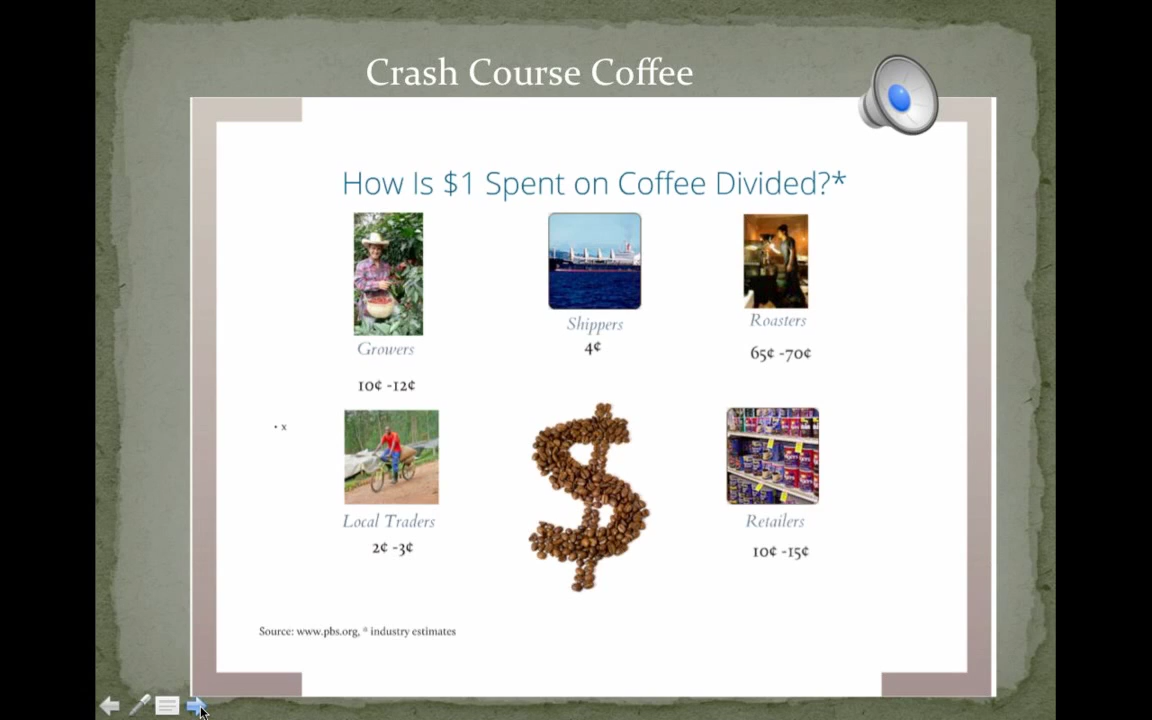 Crash Course Coffee
How Is $1 Spent on Coffee Divided?*
Growers
10¢ -12¢
Shippers
4¢
Roasters
65¢ -70¢
• x
Local Traders
2¢ -3¢
Retailers
10¢ -15¢
Source: www.pbs.org, * industry estimates